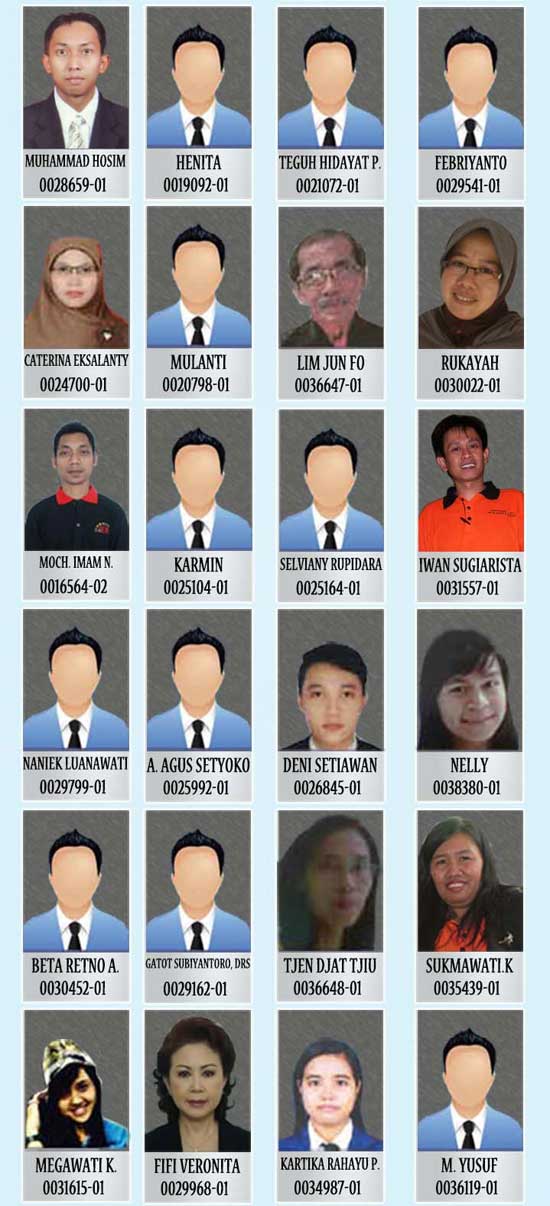 MUHAMMAD HOSIM
0028659-01
HENITA
0019092-01
TEGUH HIDAYAT P.
0021072-01
FEBRIYANTO
0029541-01
CATERINA EKSALANTY
0024700-01
MULANTI
0020798-01
LIM JUN FO
0036647-01
RUKAYAH
0030022-01
MOCH. IMAM N.
0016564-02
KARMIN
0025104-01
SELVIANY RUPIDARA
0025164-01
IWAN SUGIARISTA
0031557-01
NANIEK LUANAWATI
0029799-01
A. AGUS SETYOKO
0025992-01
DENI SETIAWAN
0026845-01
NELLY
0038380-01
BETA RETNO A.
0030452-01
GATOT SUBIYANTORO, DRS
0029162-01
TJEN DJAT TJIU
0036648-01
SUKMAWATI.K
0035439-01
MEGAWATI K.
0031615-01
FIFI VERONITA
0029968-01
KARTIKA RAHAYU P.
0034987-01
M. YUSUF
0036119-01